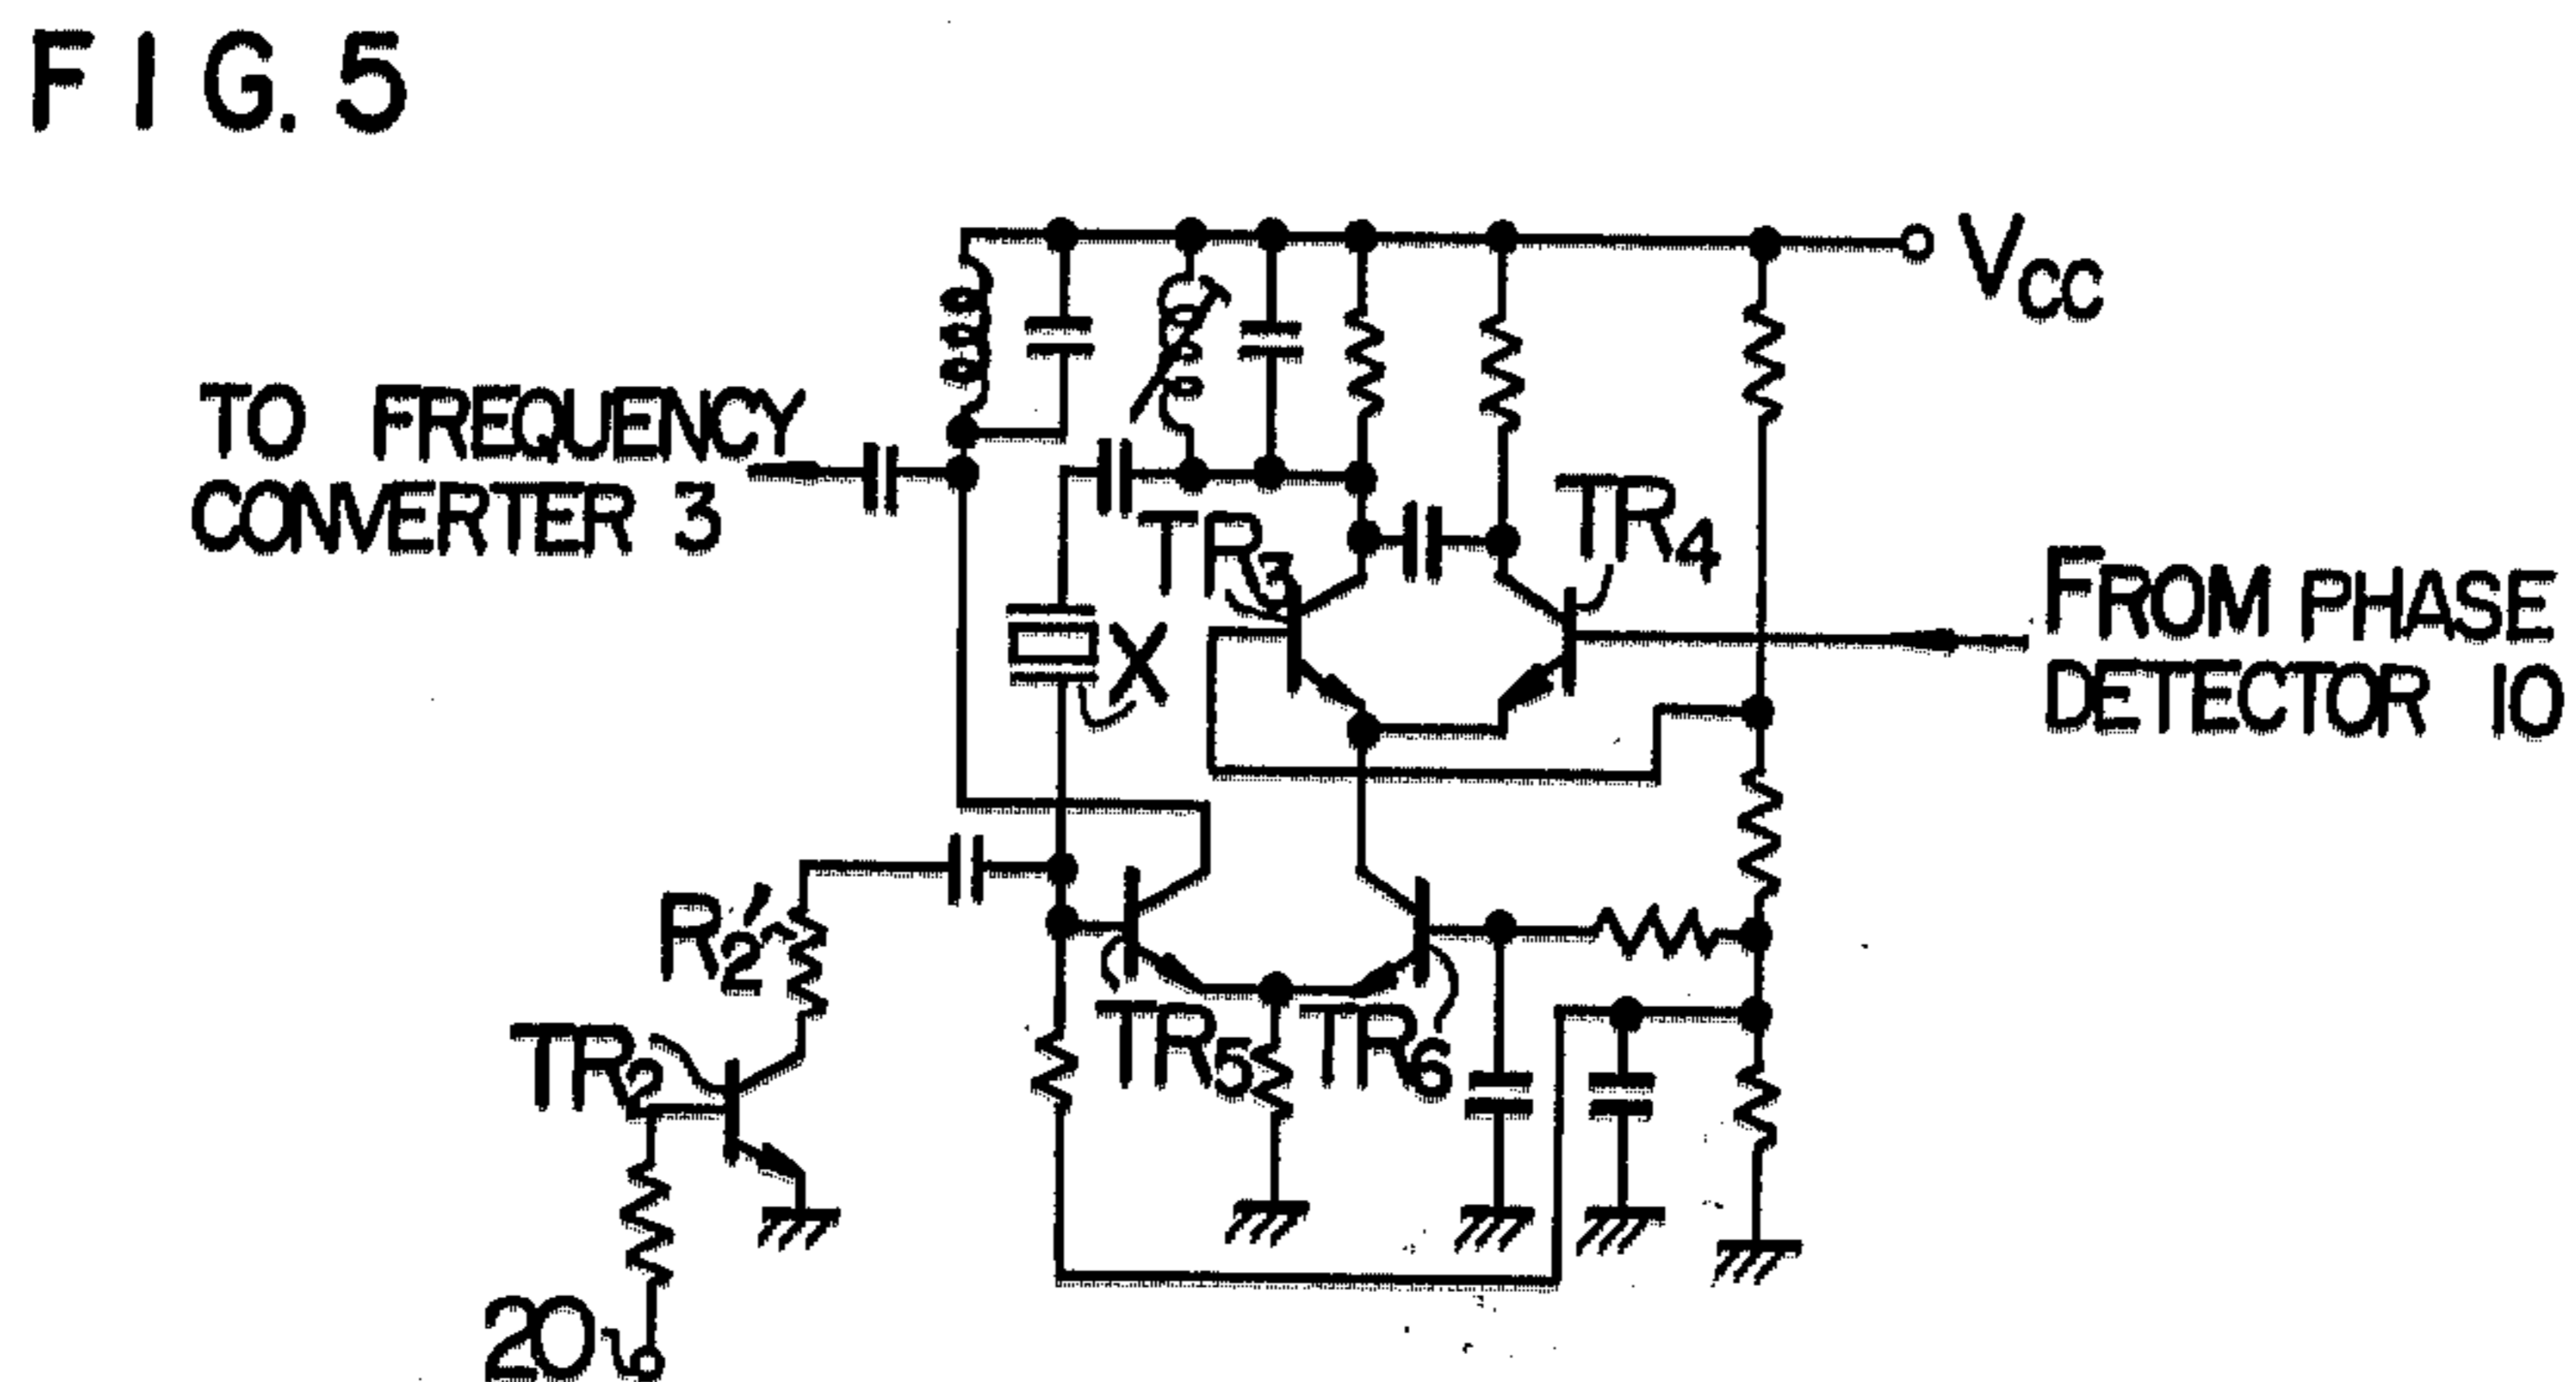 FIG. 5
VCC
TO FREQUENCY
CONVERTER 3
TR3
TR4
FROM PHASE
DETECTOR 10
X
R2'
TR2
TR5
TR6
20